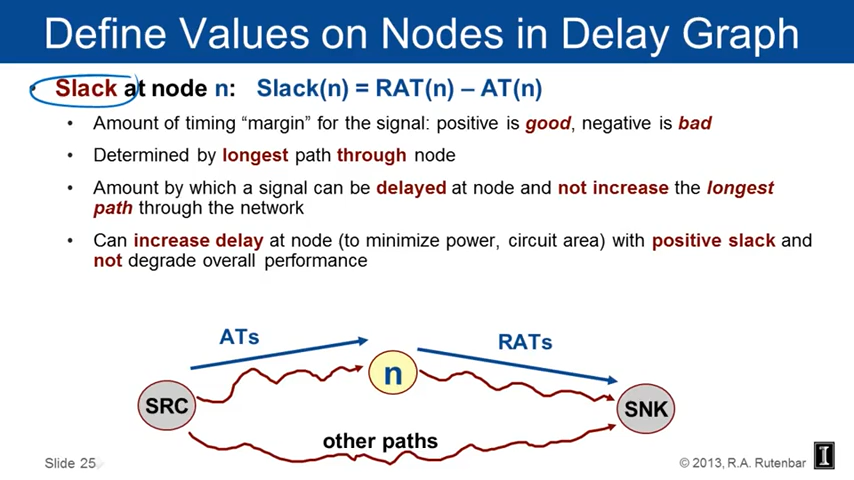 Define Values on Nodes in Delay Graph
• Slack at node n: Slack(n) = RAT(n) – AT(n)
• Amount of timing “margin” for the signal: positive is good, negative is bad
• Determined by longest path through node
• Amount by which a signal can be delayed at node and not increase the longest
path through the network
• Can increase delay at node (to minimize power, circuit area) with positive slack and
not degrade overall performance
ATs
RATs
n
SRC
SNK
other paths
Slide 25
© 2013, R.A. Rutenbar
I